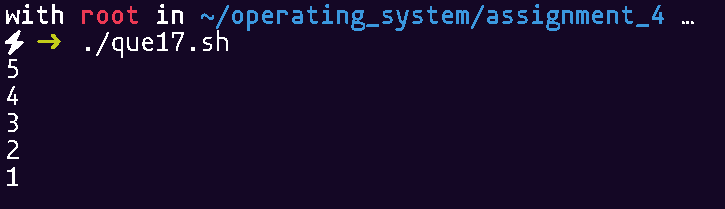 with root in ~/operating_system/assignment_4 …
⚡ ➜ ./que17.sh
5
4
3
2
1